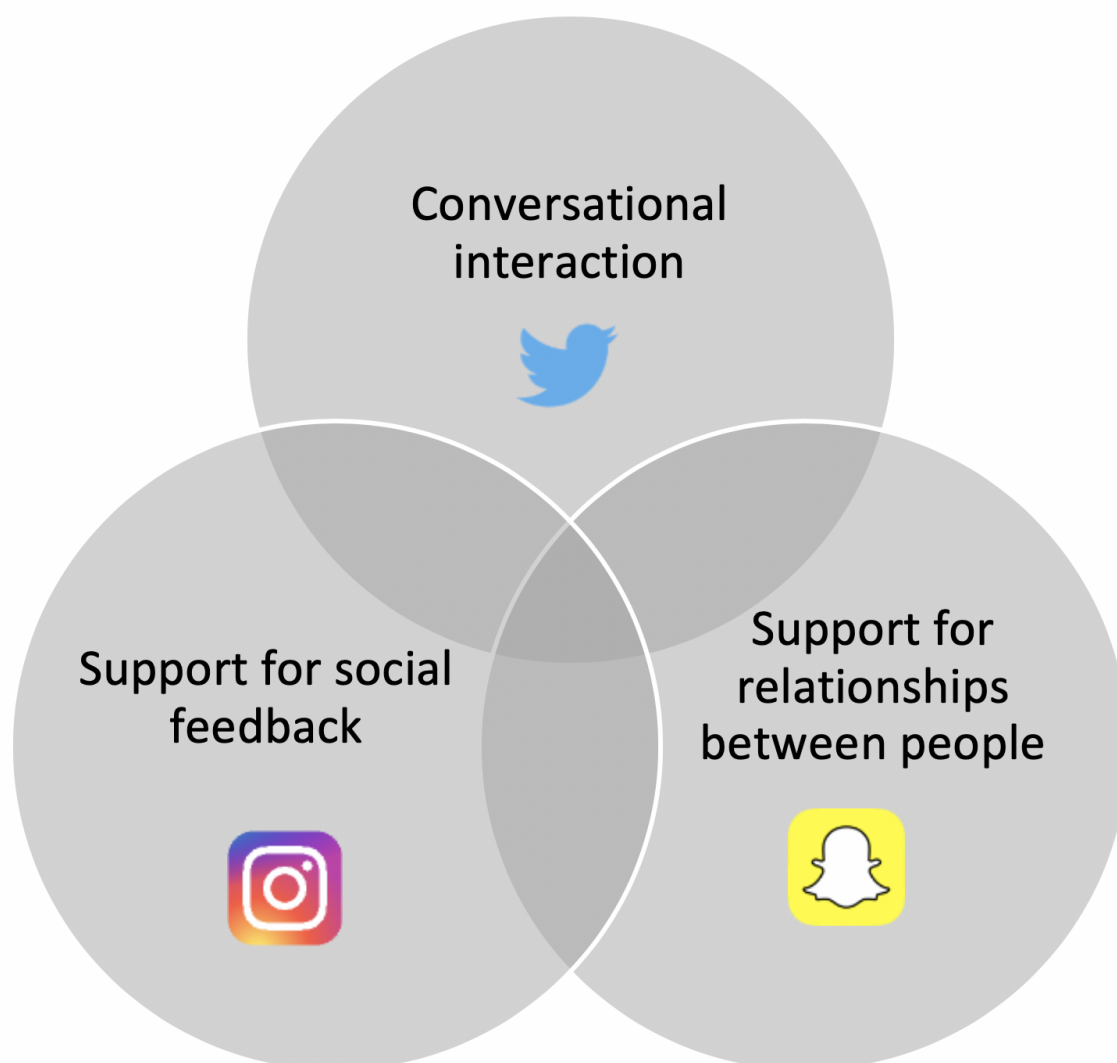 Conversational
interaction
Support for social
feedback
Support for
relationships
between people